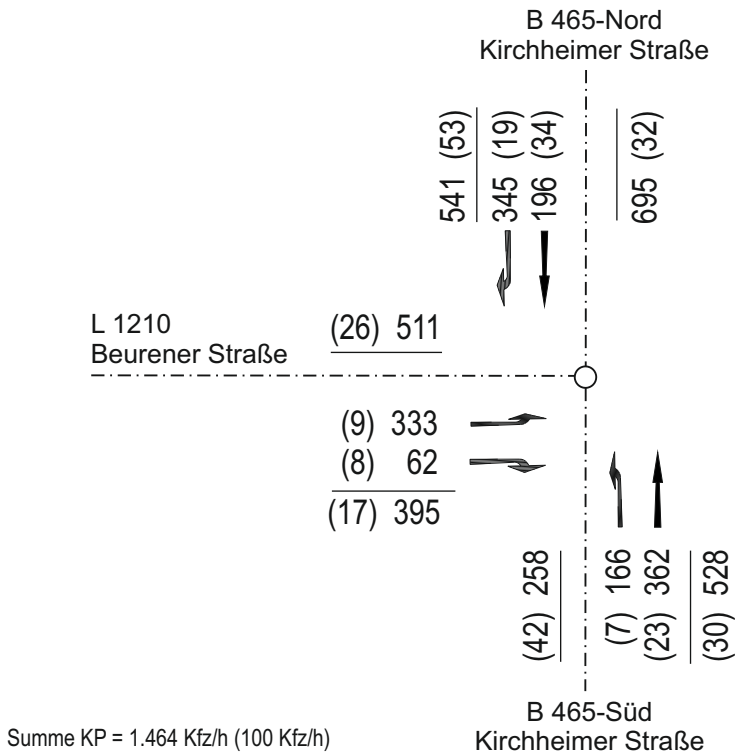 B 465-Nord
Kirchheimer Straße
541 (53)
345 (19)
196 (34)
695 (32)
L 1210
Beurener Straße
(26) 511
(9) 333
(8) 62
(17) 395
(42) 258
(7) 166
(23) 362
(30) 528
B 465-Süd
Kirchheimer Straße
Summe KP = 1.464 Kfz/h (100 Kfz/h)